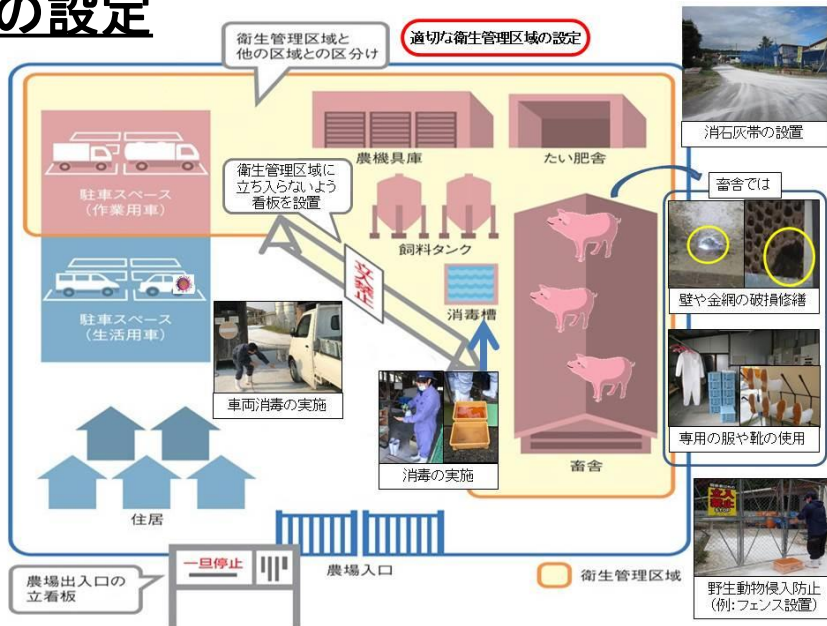 の設定
衛生管理区域と
他の区域との区分け
適切な衛生管理区域の設定
消石灰帯の設置
農機具庫
たい肥舎
駐車スペース
（作業用車）
衛生管理区域に
立ち入らないよう
看板を設置
飼料タンク
畜舎では
立入禁止
消毒槽
壁や金網の破損修繕
駐車スペース
（生活用車）
車両消毒の実施
専用の服や靴の使用
消毒の実施
畜舎
住居
立入
禁止
一旦停止
農場入口
衛生管理区域
農場出入口の
立看板
野生動物侵入防止
（例：フェンス設置）